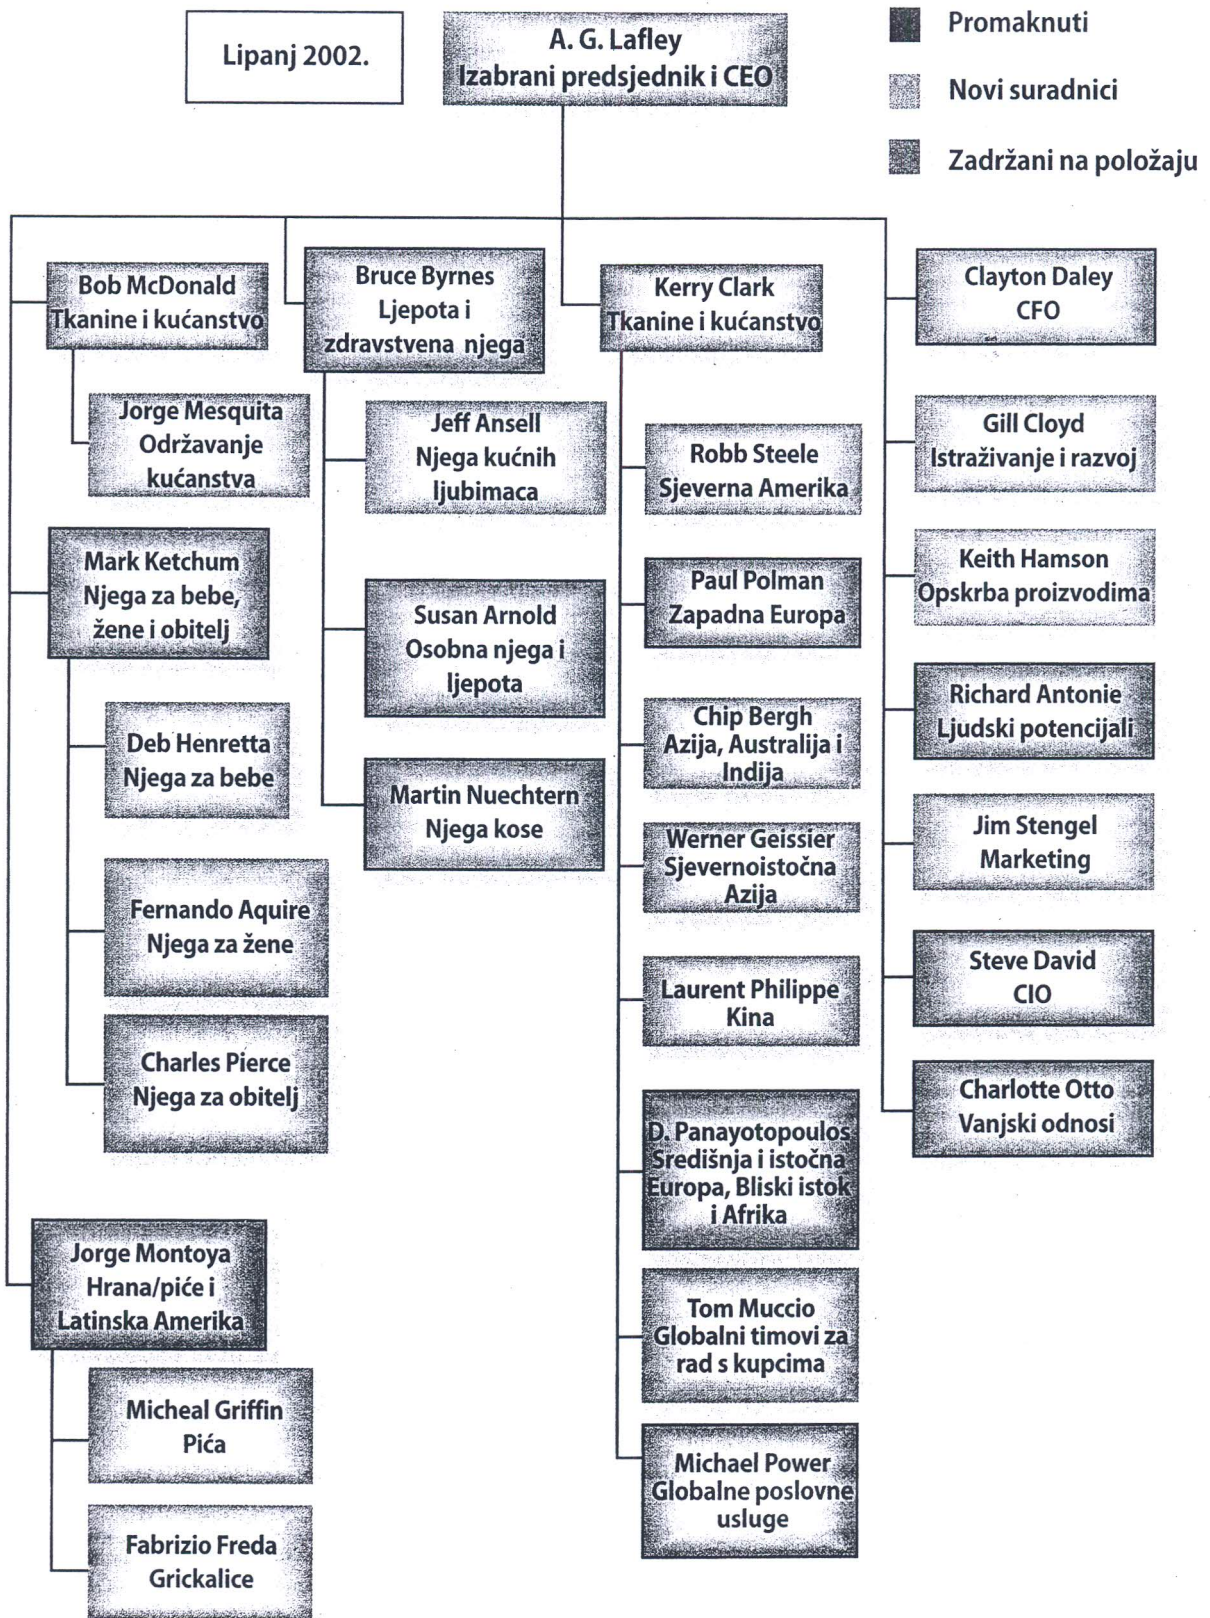 Lipanj 2002.
A. G. Lafley
Izabrani predsjednik i CEO
Promaknuti
Novi suradnici
Zadržani na položaju
Bob McDonald
Tkanine i kućanstvo
Jorge Mesquita
Održavanje
kućanstva
Mark Ketchum
Njega za bebe,
žene i obitelj
Deb Henretta
Njega za bebe
Fernando Aquire
Njega za žene
Charles Pierce
Njega za obitelj
Jorge Montoya
Hrana/piće i
Latinska Amerika
Micheal Griffin
Pića
Fabrizio Freda
Grickalice
Bruce Byrnes
Ljepota i
zdravstvena njega
Jeff Ansell
Njega kućnih
ljubimaca
Susan Arnold
Osobna njega i
ljepota
Martin Nuechtern
Njega kose
Kerry Clark
Tkanine i kućanstvo
Robb Steele
Sjeverna Amerika
Paul Polman
Zapadna Europa
Chip Bergh
Azija, Australija i
Indija
Werner Geissier
Sjevernoistočna
Azija
Laurent Philippe
Kina
D. Panayotopoulos
Središnja i istočna
Europa, Bliski istok
i Afrika
Tom Muccio
Globalni timovi za
rad s kupcima
Michael Power
Globalne poslovne
usluge
Clayton Daley
CFO
Gill Cloyd
Istraživanje i razvoj
Keith Hamson
Opskrba proizvodima
Richard Antonie
Ljudski potencijali
Jim Stengel
Marketing
Steve David
CIO
Charlotte Otto
Vanjski odnosi